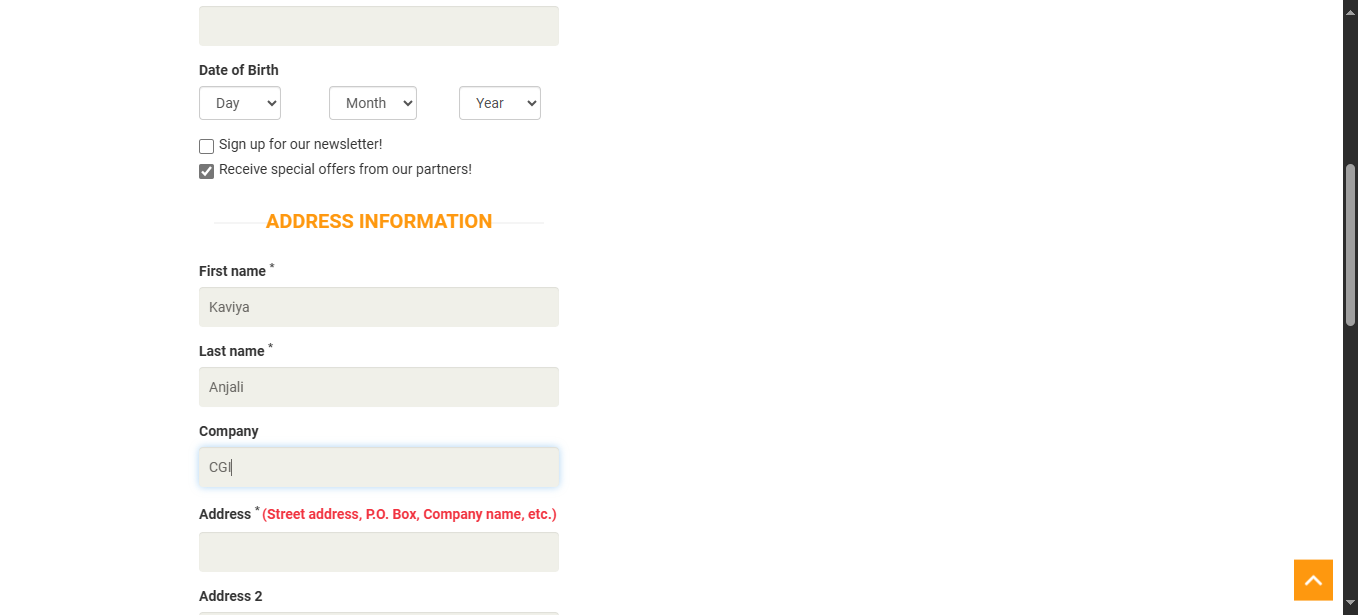 Date of Birth
Day Month Year
Sign up for our newsletter!
Receive special offers from our partners!
ADDRESS INFORMATION
First name *
Kaviya
Last name *
Anjali
Company
CGI
Address * (Street address, P.O. Box, Company name, etc.)
Address 2